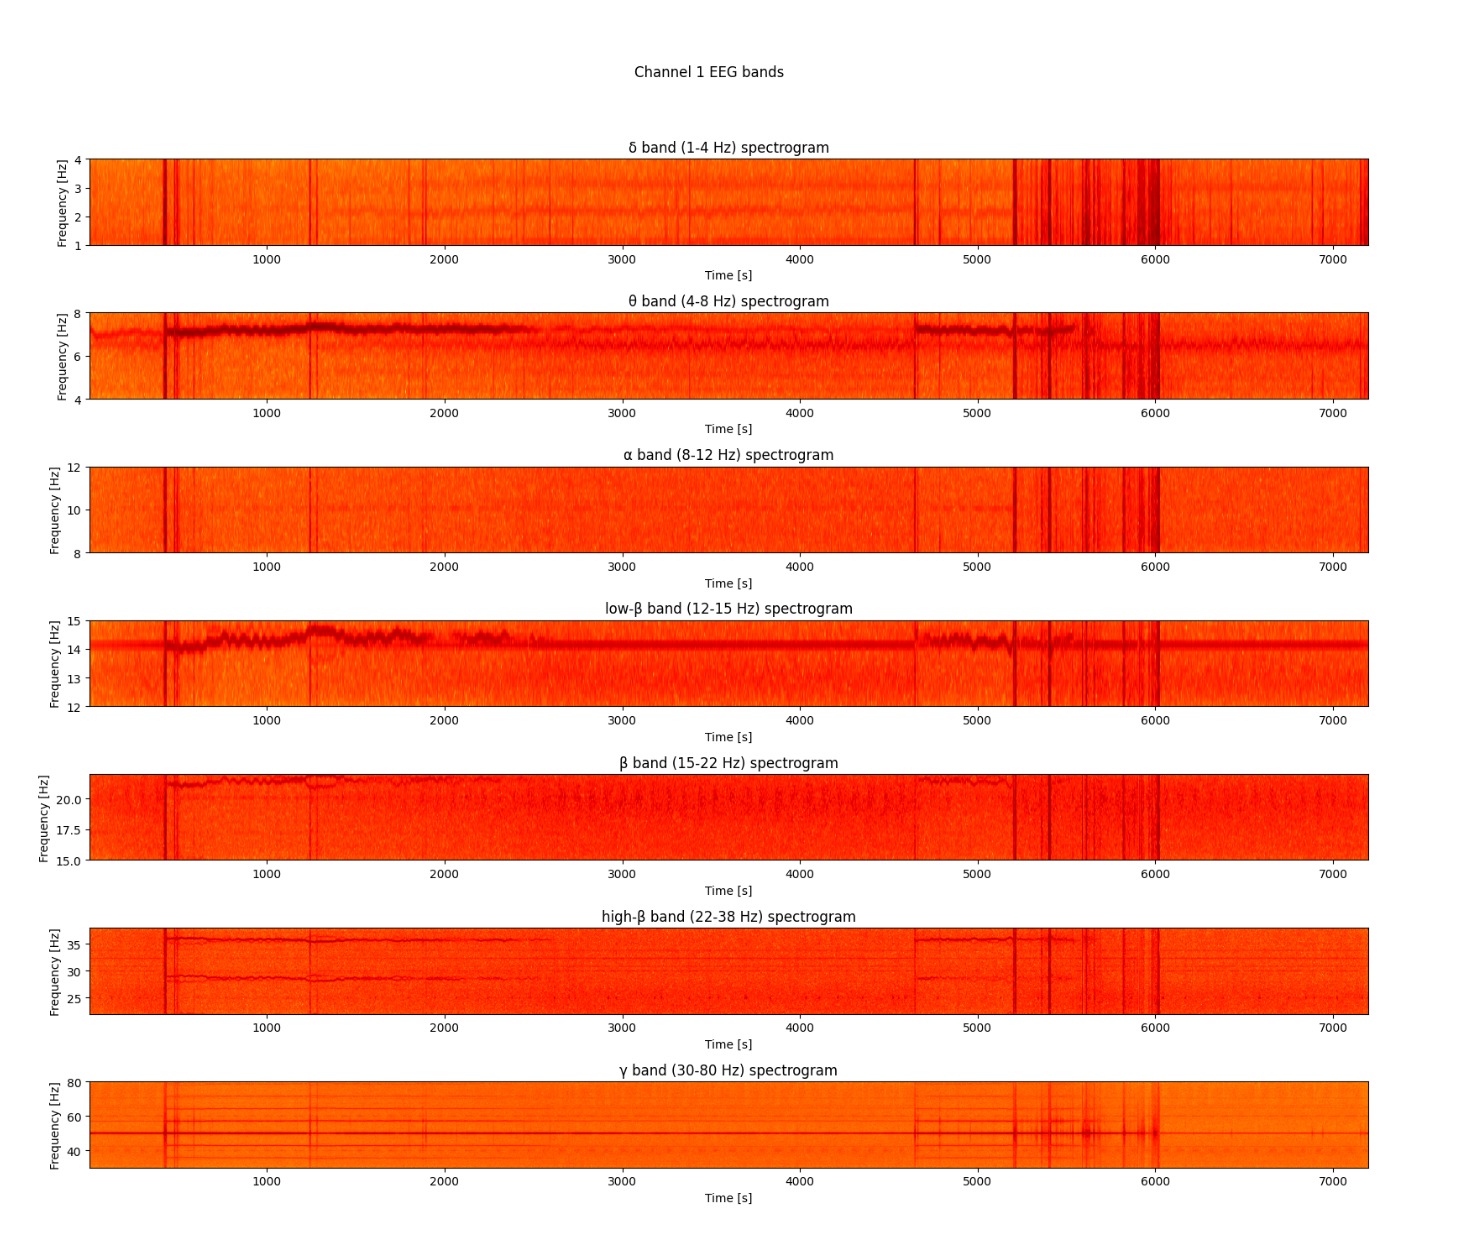 Channel 1 EEG bands
δ band (1-4 Hz) spectrogram
Frequency [Hz]
4
3
2
1
1000 2000 3000 4000 5000 6000 7000
Time [s]
θ band (4-8 Hz) spectrogram
Frequency [Hz]
8
6
4
1000 2000 3000 4000 5000 6000 7000
Time [s]
α band (8-12 Hz) spectrogram
Frequency [Hz]
12
10
8
1000 2000 3000 4000 5000 6000 7000
Time [s]
low-β band (12-15 Hz) spectrogram
Frequency [Hz]
15
14
13
12
1000 2000 3000 4000 5000 6000 7000
Time [s]
β band (15-22 Hz) spectrogram
Frequency [Hz]
20.0
17.5
15.0
1000 2000 3000 4000 5000 6000 7000
Time [s]
high-β band (22-38 Hz) spectrogram
Frequency [Hz]
35
30
25
1000 2000 3000 4000 5000 6000 7000
Time [s]
γ band (30-80 Hz) spectrogram
Frequency [Hz]
80
60
40
1000 2000 3000 4000 5000 6000 7000
Time [s]